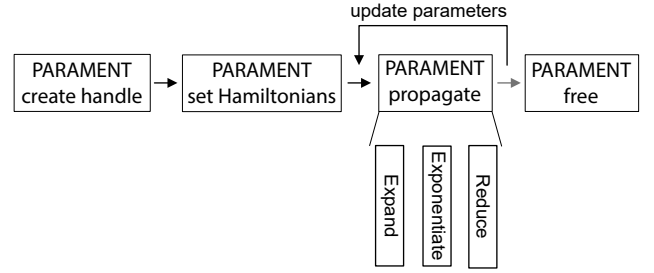 update parameters
PARAMENT
create handle
PARAMENT
set Hamiltonians
PARAMENT
propagate
PARAMENT
free
Expand
Exponentiate
Reduce